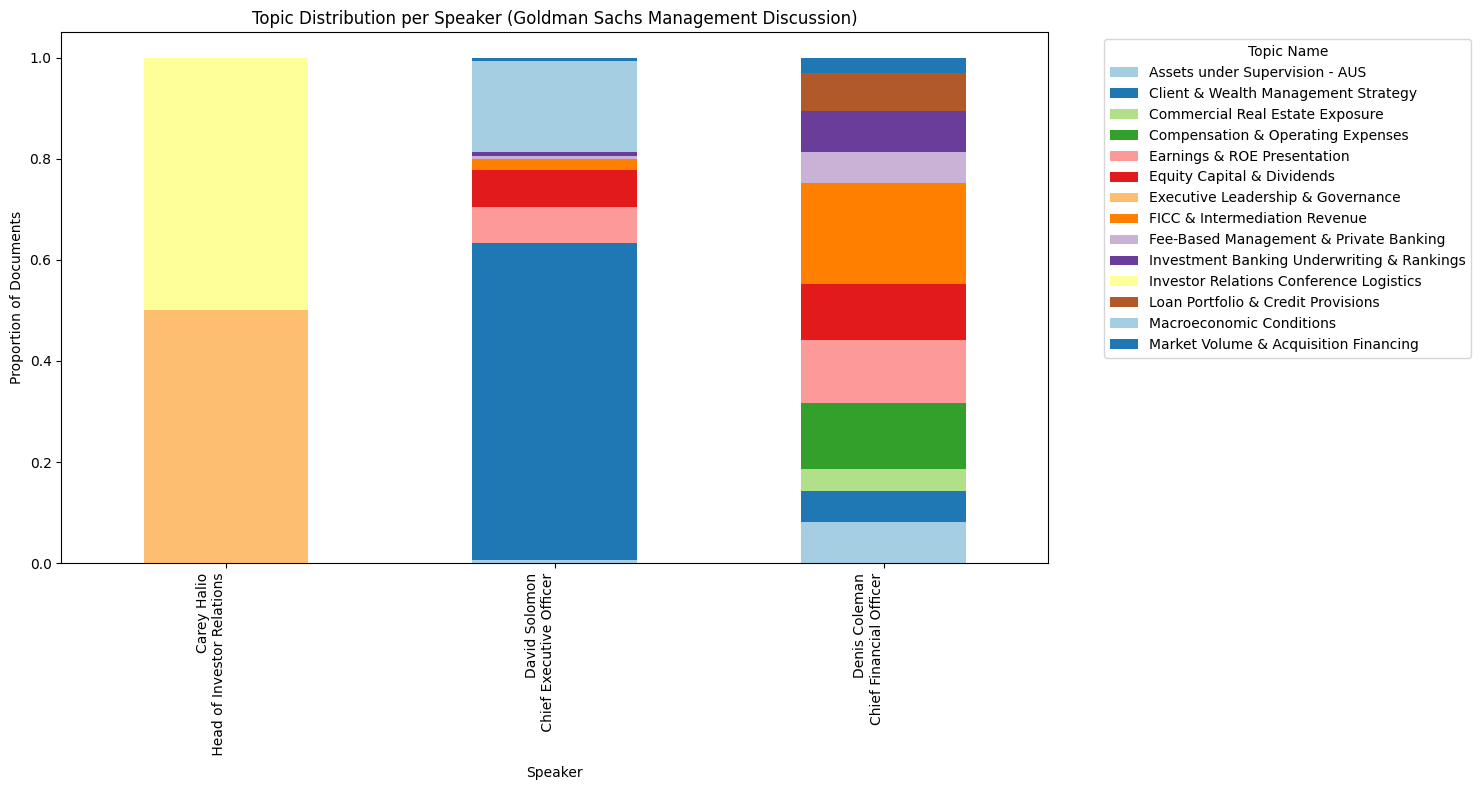 Topic Distribution per Speaker (Goldman Sachs Management Discussion)
Proportion of Documents
1.0
0.8
0.6
0.4
0.2
0.0
Carey Halio
Head of Investor Relations
David Solomon
Chief Executive Officer
Denis Coleman
Chief Financial Officer
Speaker
Topic Name
Assets under Supervision - AUS
Client & Wealth Management Strategy
Commercial Real Estate Exposure
Compensation & Operating Expenses
Earnings & ROE Presentation
Equity Capital & Dividends
Executive Leadership & Governance
FICC & Intermediation Revenue
Fee-Based Management & Private Banking
Investment Banking Underwriting & Rankings
Investor Relations Conference Logistics
Loan Portfolio & Credit Provisions
Macroeconomic Conditions
Market Volume & Acquisition Financing